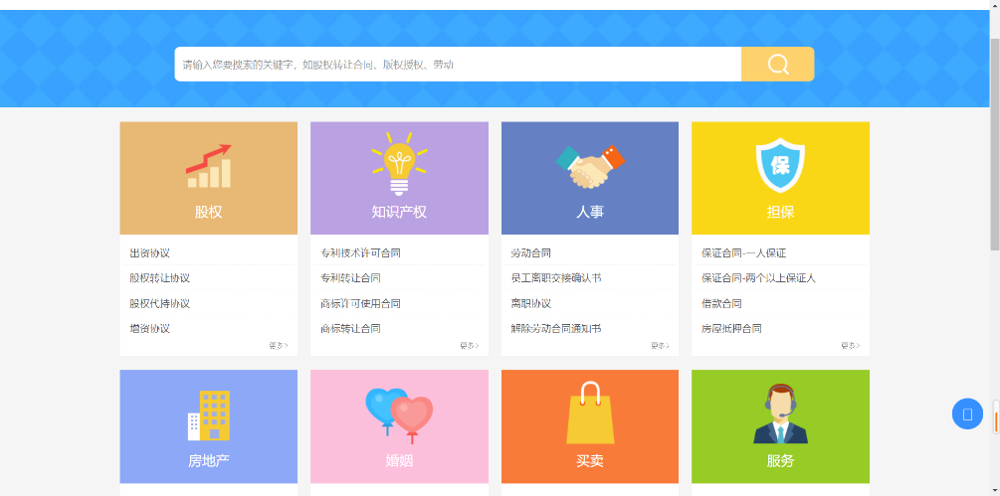 请输入您要搜索的关键字，如股权转让合同、版权授权、劳动
股权
知识产权
人事
保
担保
出资协议
股权转让协议
股权代持协议
增资协议
更多>
专利技术许可合同
专利转让合同
商标许可使用合同
商标转让合同
更多>
劳动合同
员工离职交接确认书
离职协议
解除劳动合同通知书
更多>
保证合同-一人保证
保证合同-两个以上保证人
借款合同
房屋抵押合同
更多>
房地产
婚姻
买卖
服务